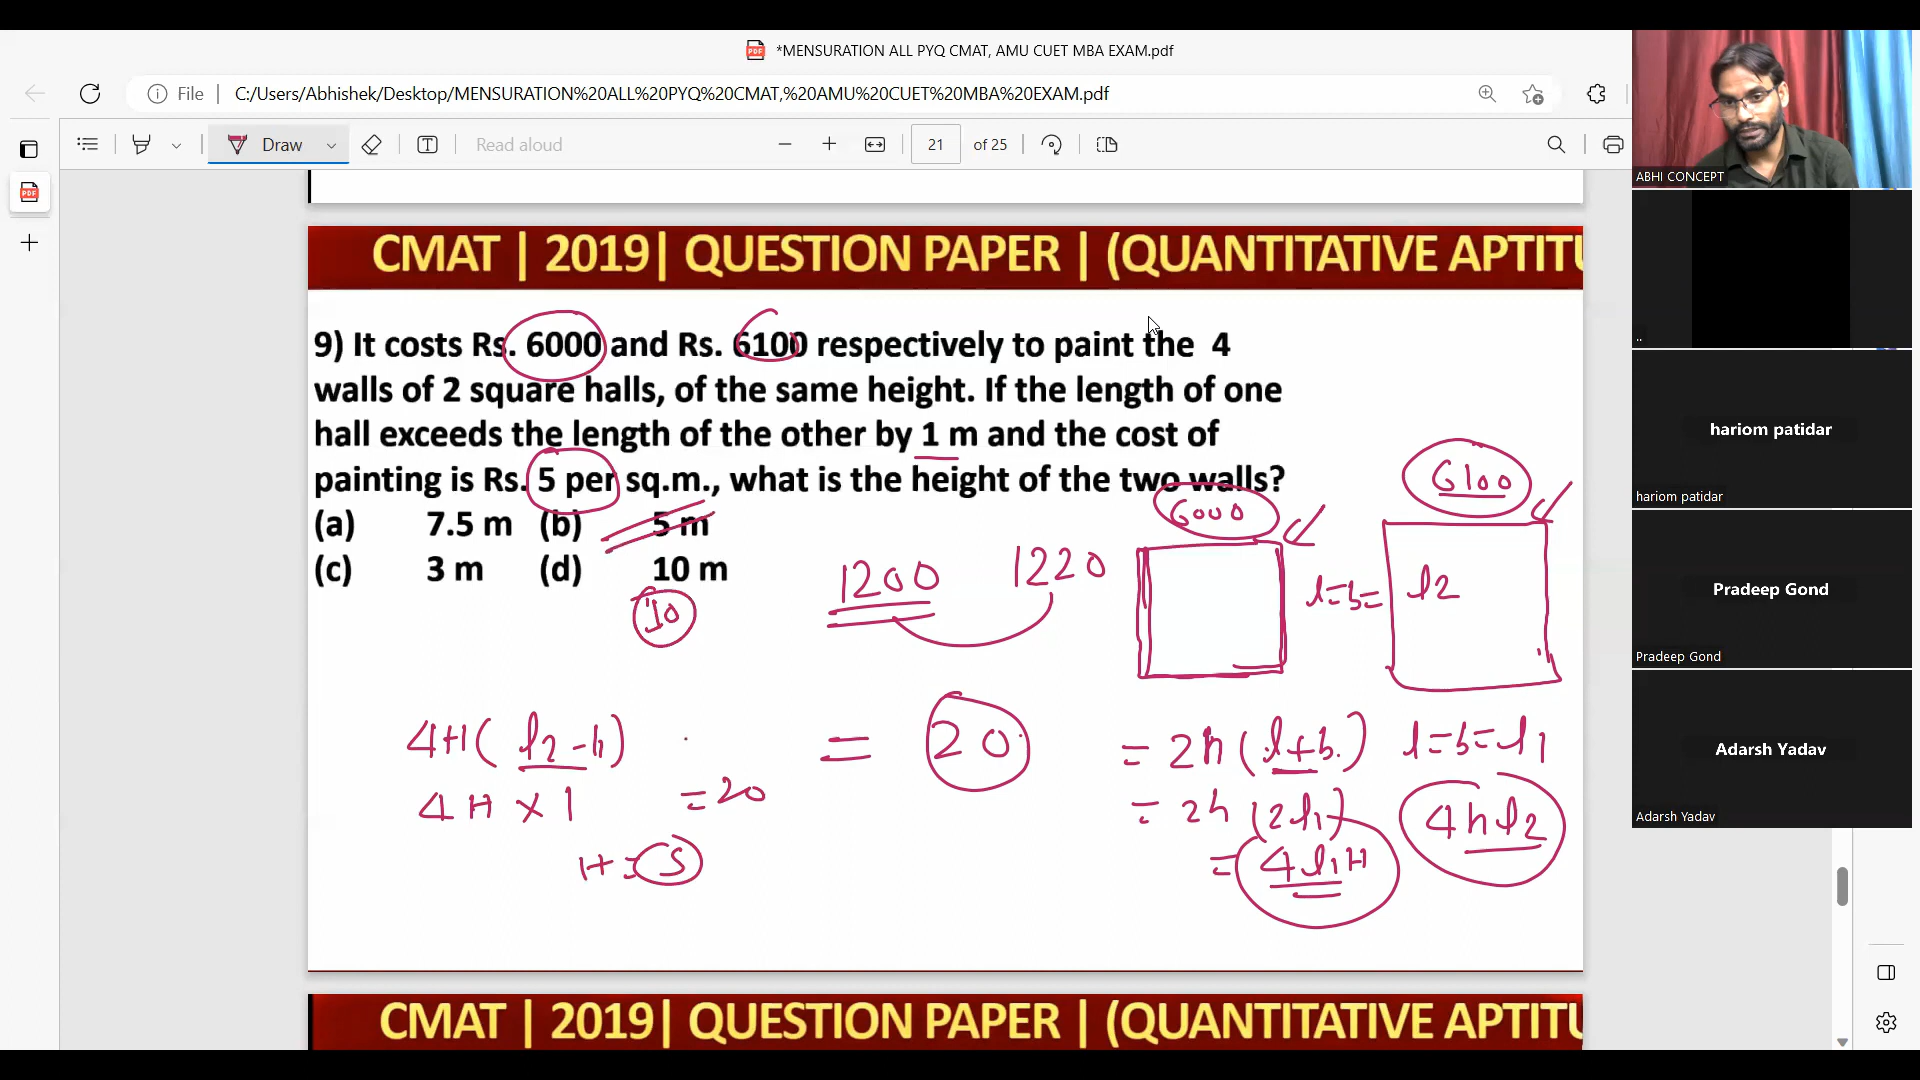 *MENSURATION ALL PYQ CMAT, AMU CUET MBA EXAM.pdf
File | C:/Users/Abhishek/Desktop/MENSURATION%20ALL%20PYQ%20CMAT,%20AMU%20CUET%20MBA%20EXAM.pdf
Draw
Read aloud
21 of 25
ABHI CONCEPT
..
hariom patidar
hariom patidar
Pradeep Gond
Pradeep Gond
Adarsh Yadav
Adarsh Yadav
CMAT | 2019| QUESTION PAPER | (QUANTITATIVE APTITU
9) It costs Rs. 6000 and Rs. 6100 respectively to paint the 4
walls of 2 square halls, of the same height. If the length of one
hall exceeds the length of the other by 1 m and the cost of
painting is Rs. 5 per sq.m., what is the height of the two walls?
(a) 7.5 m (b) 5 m
(c) 3 m (d) 10 m
10
1200 1220
6000
6100
l=b= l2
4H( l2-l1)
= 20
4H x 1 = 20
H = 5
= 2h (l+b.)
l=b=l1
= 2h (2l1)
= 4l1H
4hl2
CMAT | 2019| QUESTION PAPER | (QUANTITATIVE APTITU